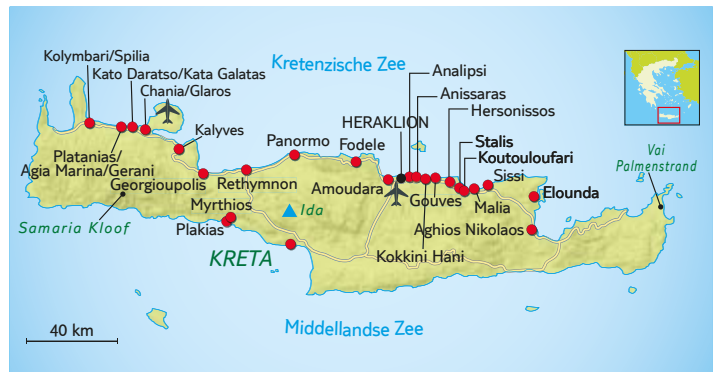 Kolymbari/Spilia
Kato Daratso/Kata Galatas
Chania/Glaros
Kretenzische Zee
Analipsi
Anissaras
Hersonissos
HERAKLION
Kalyves
Panormo
Fodele
Stalis
Koutouloufari
Sissi
Vai
Palmenstrand
Platanias/
Agia Marina/Gerani
Georgioupolis
Rethymnon
Amoudara
Gouves
Malia
Elounda
Myrthios
Ida
Samaria Kloof
Plakias
Aghios Nikolaos
KRETA
Kokkini Hani
Middellandse Zee
40 km